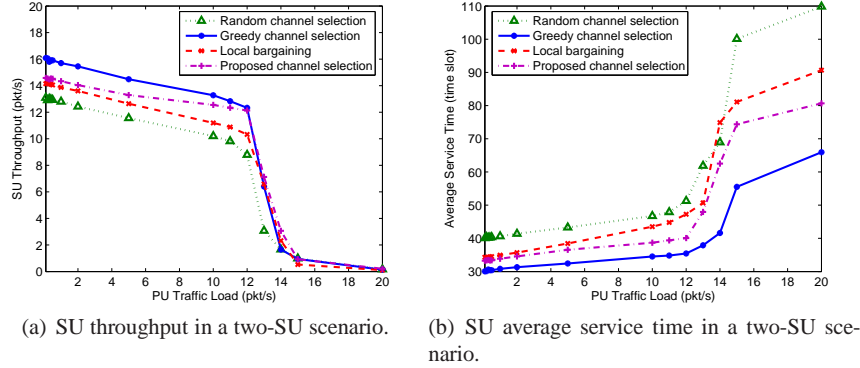 18
16
14
12
10
8
6
4
2
0
SU Throughput (pkt/s)
2 4 6 8 10 12 14 16 18 20
PU Traffic Load (pkt/s)
Random channel selection
Greedy channel selection
Local bargaining
Proposed channel selection
(a) SU throughput in a two-SU scenario.
110
100
90
80
70
60
50
40
30
Average Service Time (time slot)
2 4 6 8 10 12 14 16 18 20
PU Traffic Load (pkt/s)
Random channel selection
Greedy channel selection
Local bargaining
Proposed channel selection
(b) SU average service time in a two-SU sce-
nario.